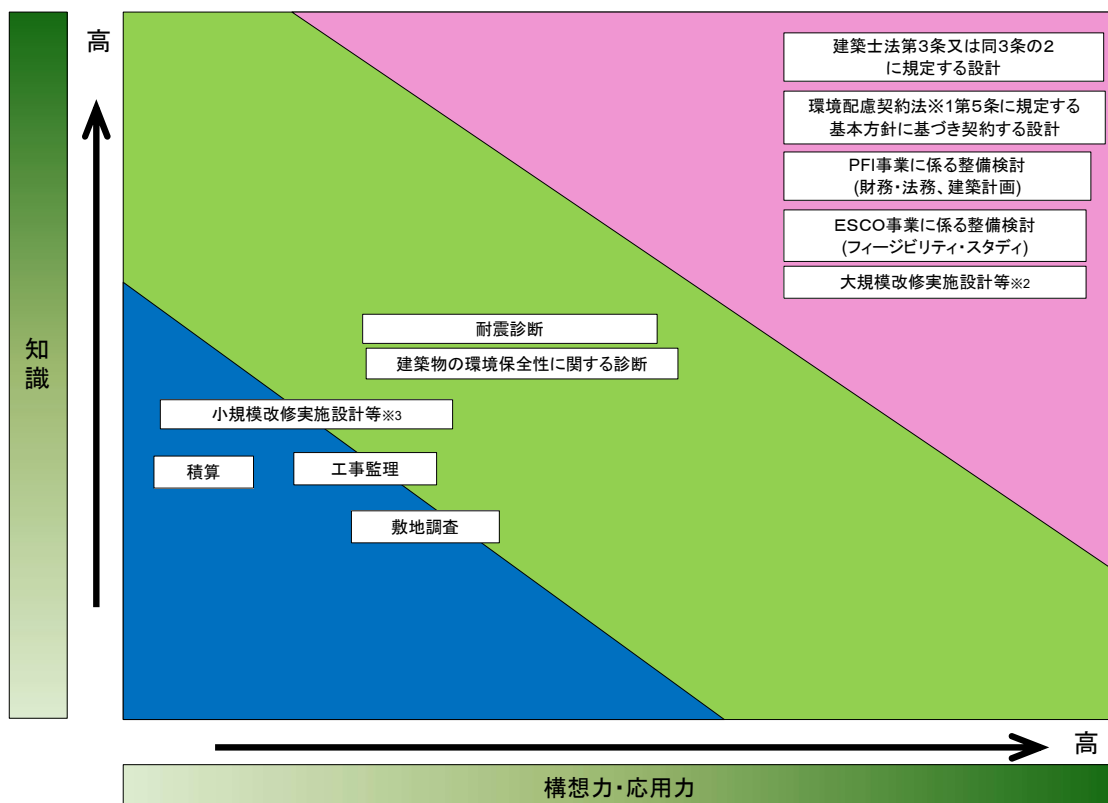 高
建築士法第3条又は同3条の2
に規定する設計
環境配慮契約法※1第5条に規定する
基本方針に基づき契約する設計
PFI事業に係る整備検討
(財務・法務、建築計画)
ESCO事業に係る整備検討
(フィージビリティ・スタディ)
大規模改修実施設計等※2
知識
耐震診断
建築物の環境保全性に関する診断
小規模改修実施設計等※3
積算
工事監理
敷地調査
高
構想力・応用力